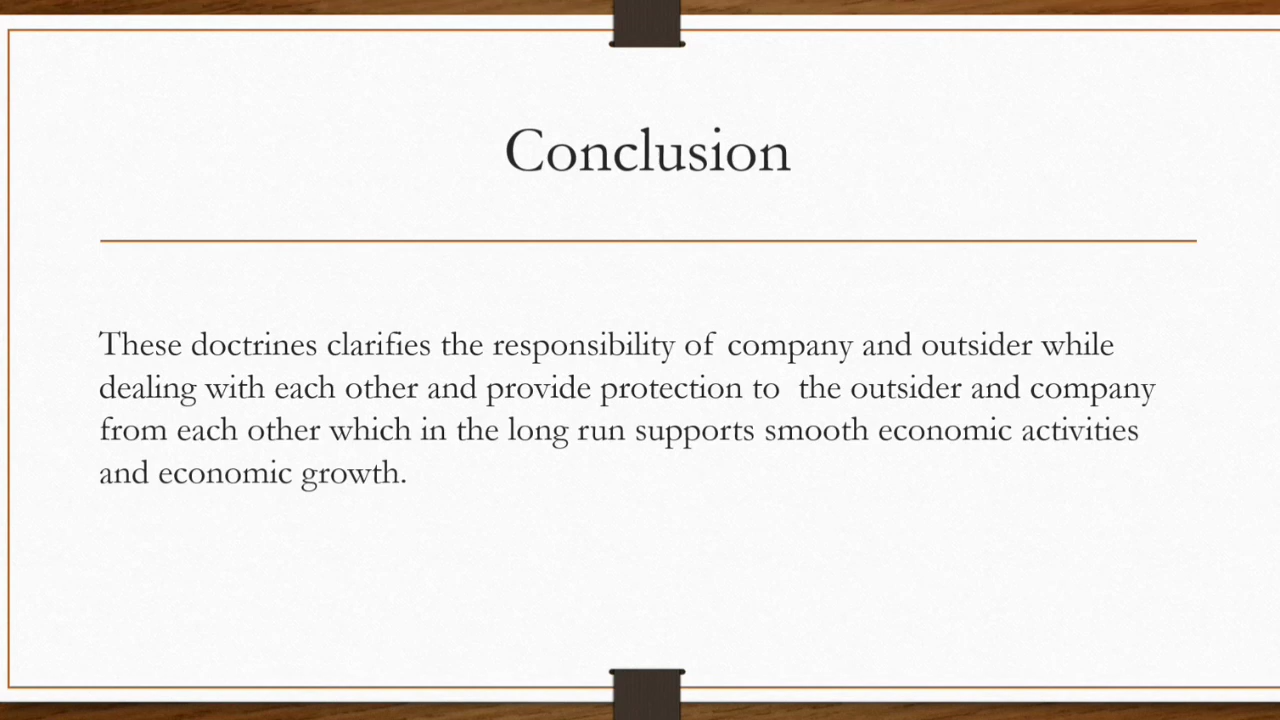 Conclusion
These doctrines clarifies the responsibility of company and outsider while
dealing with each other and provide protection to  the outsider and company
from each other which in the long run supports smooth economic activities
and economic growth.